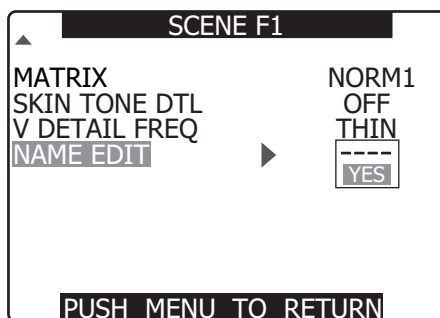 SCENE F1
MATRIX NORM1
SKIN TONE DTL OFF
V DETAIL FREQ THIN
NAME EDIT ----
YES
PUSH MENU TO RETURN